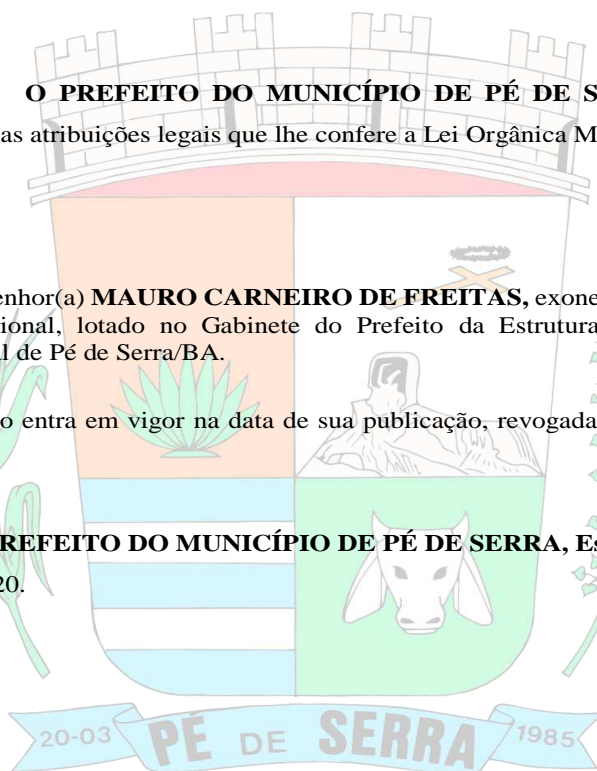 O PREFEITO DO MUNICÍPIO DE PÉ DE S
as atribuições legais que lhe confere a Lei Orgânica M
enhor(a) MAURO CARNEIRO DE FREITAS, exone
ional, lotado no Gabinete do Prefeito da Estrutura
l de Pé de Serra/BA.
o entra em vigor na data de sua publicação, revogada
REFEITO DO MUNICÍPIO DE PÉ DE SERRA, Es
20.
20-03 PÉ DE SERRA 1985